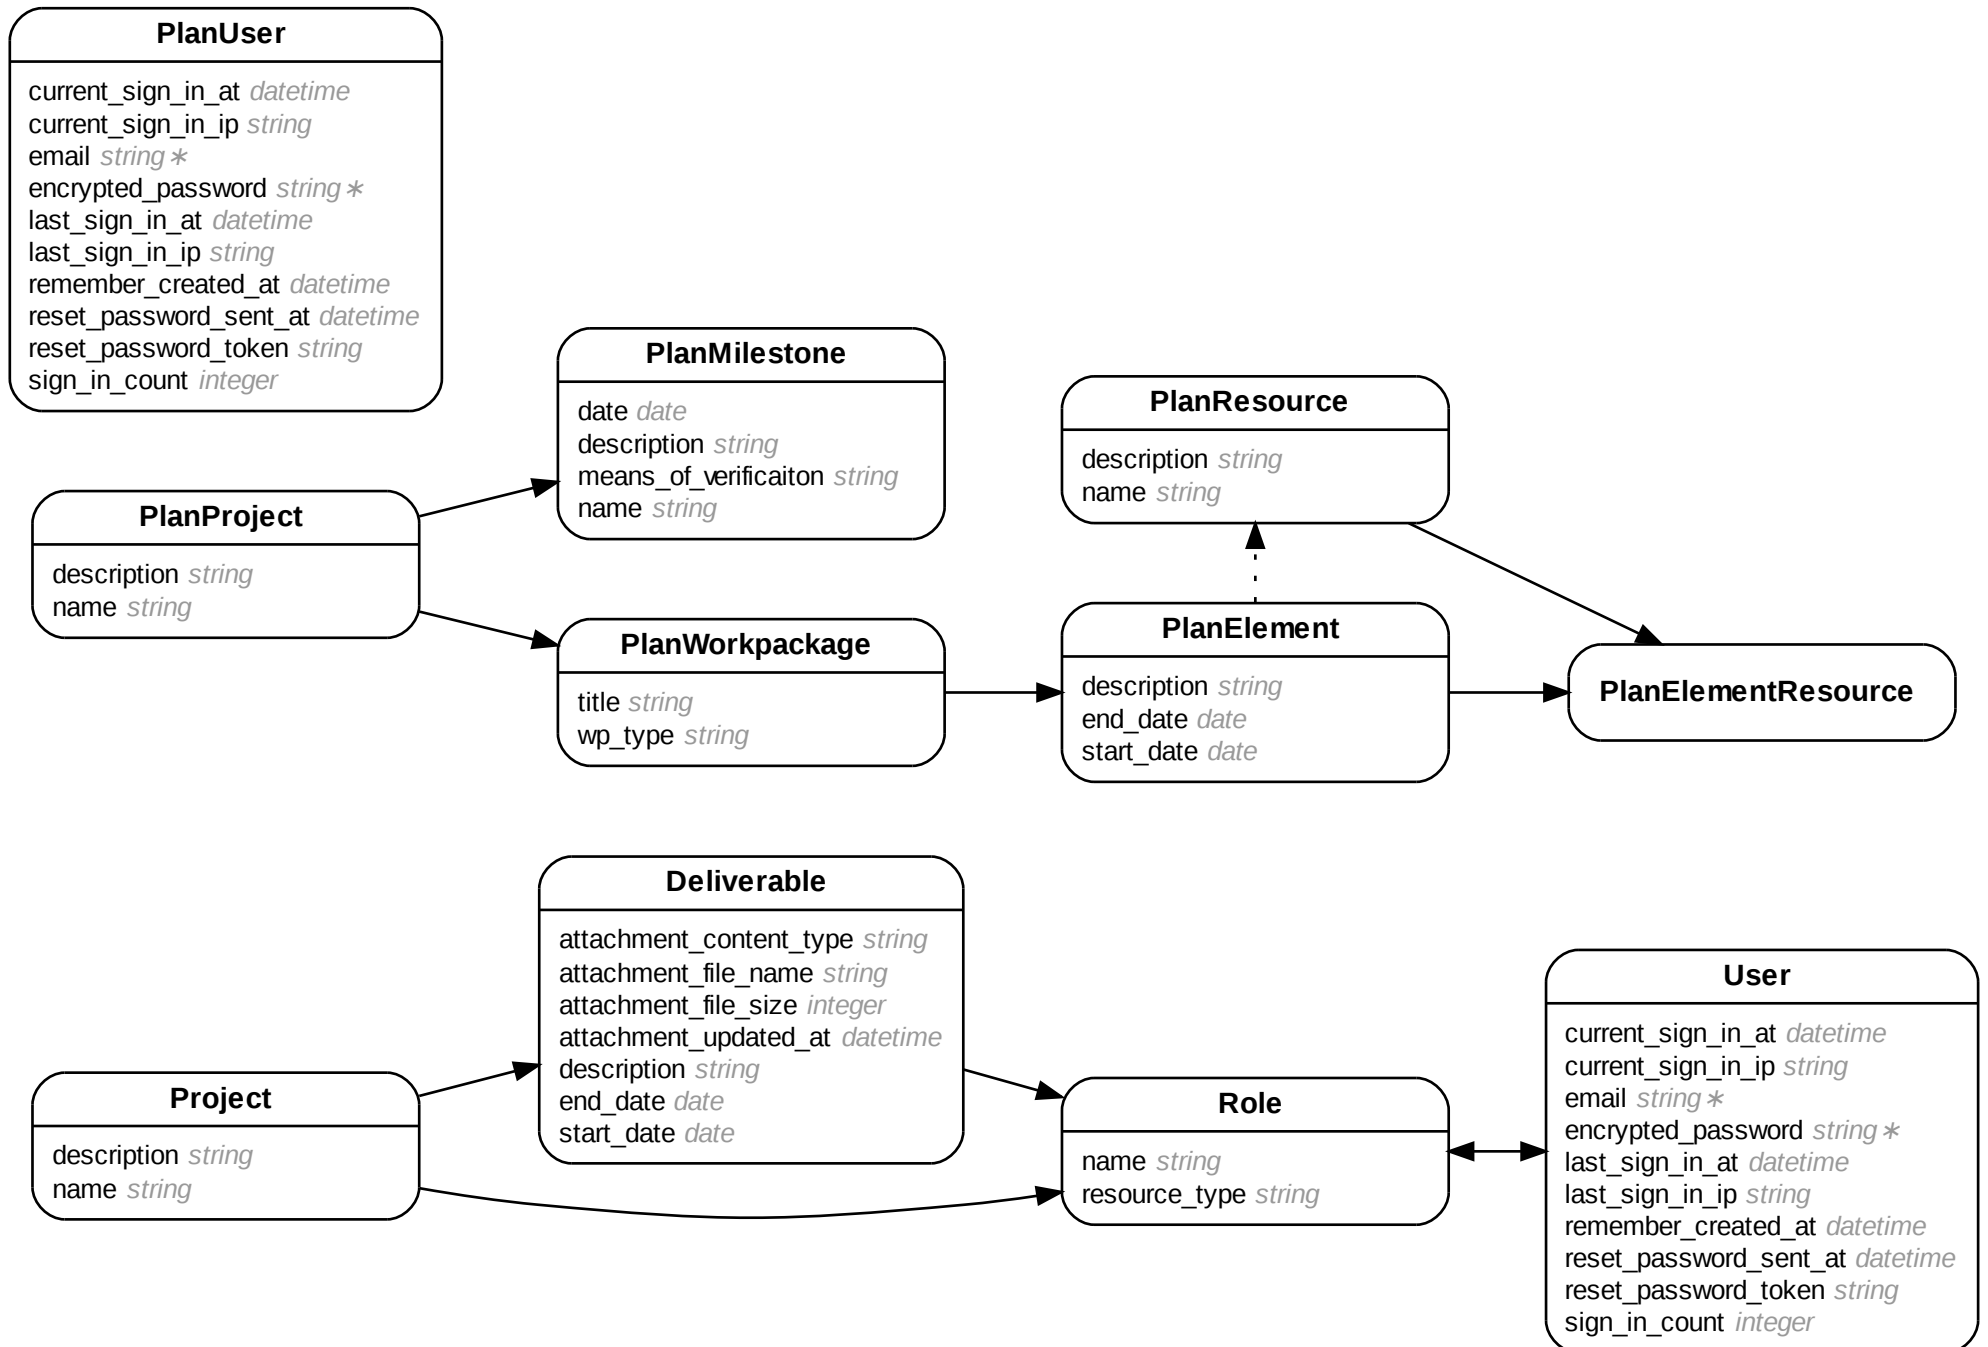 PlanUser
current_sign_in_at datetime
current_sign_in_ip string
email string∗
encrypted_password string∗
last_sign_in_at datetime
last_sign_in_ip string
remember_created_at datetime
reset_password_sent_at datetime
reset_password_token string
sign_in_count integer
PlanProject
description string
name string
PlanMilestone
date date
description string
means_of_verificaiton string
name string
PlanWorkpackage
title string
wp_type string
PlanResource
description string
name string
PlanElement
description string
end_date date
start_date date
PlanElementResource
Project
description string
name string
Deliverable
attachment_content_type string
attachment_file_name string
attachment_file_size integer
attachment_updated_at datetime
description string
end_date date
start_date date
Role
name string
resource_type string
User
current_sign_in_at datetime
current_sign_in_ip string
email string∗
encrypted_password string∗
last_sign_in_at datetime
last_sign_in_ip string
remember_created_at datetime
reset_password_sent_at datetime
reset_password_token string
sign_in_count integer